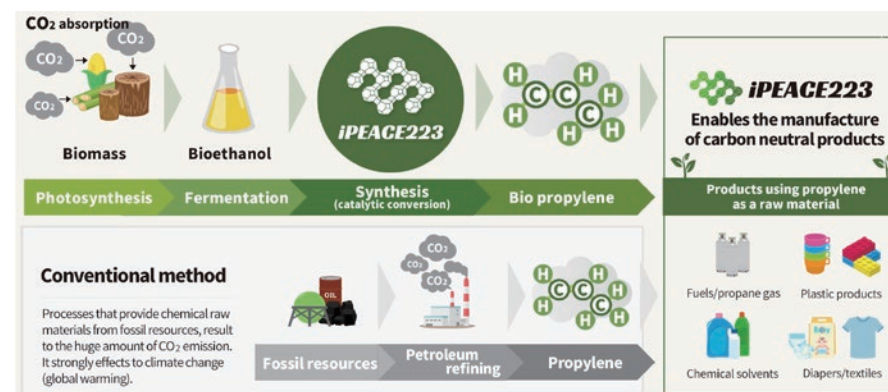 CO2 absorption
CO2
CO2
CO2
Biomass
Bioethanol
iPEACE223
H
H
C
C
C
H
H
H
H
Photosynthesis
Fermentation
Synthesis
(catalytic conversion)
Bio propylene
iPEACE223
Enables the manufacture
of carbon neutral products
Products using propylene
as a raw material
Fuels/propane gas
Plastic products
Chemical solvents
Diapers/textiles
Conventional method
Processes that provide chemical raw
materials from fossil resources, result
to the huge amount of CO2 emission.
It strongly effects to climate change
(global warming).
OIL
CO2
CO2
CO2
H
H
C
C
C
H
H
H
H
Fossil resources
Petroleum
refining
Propylene